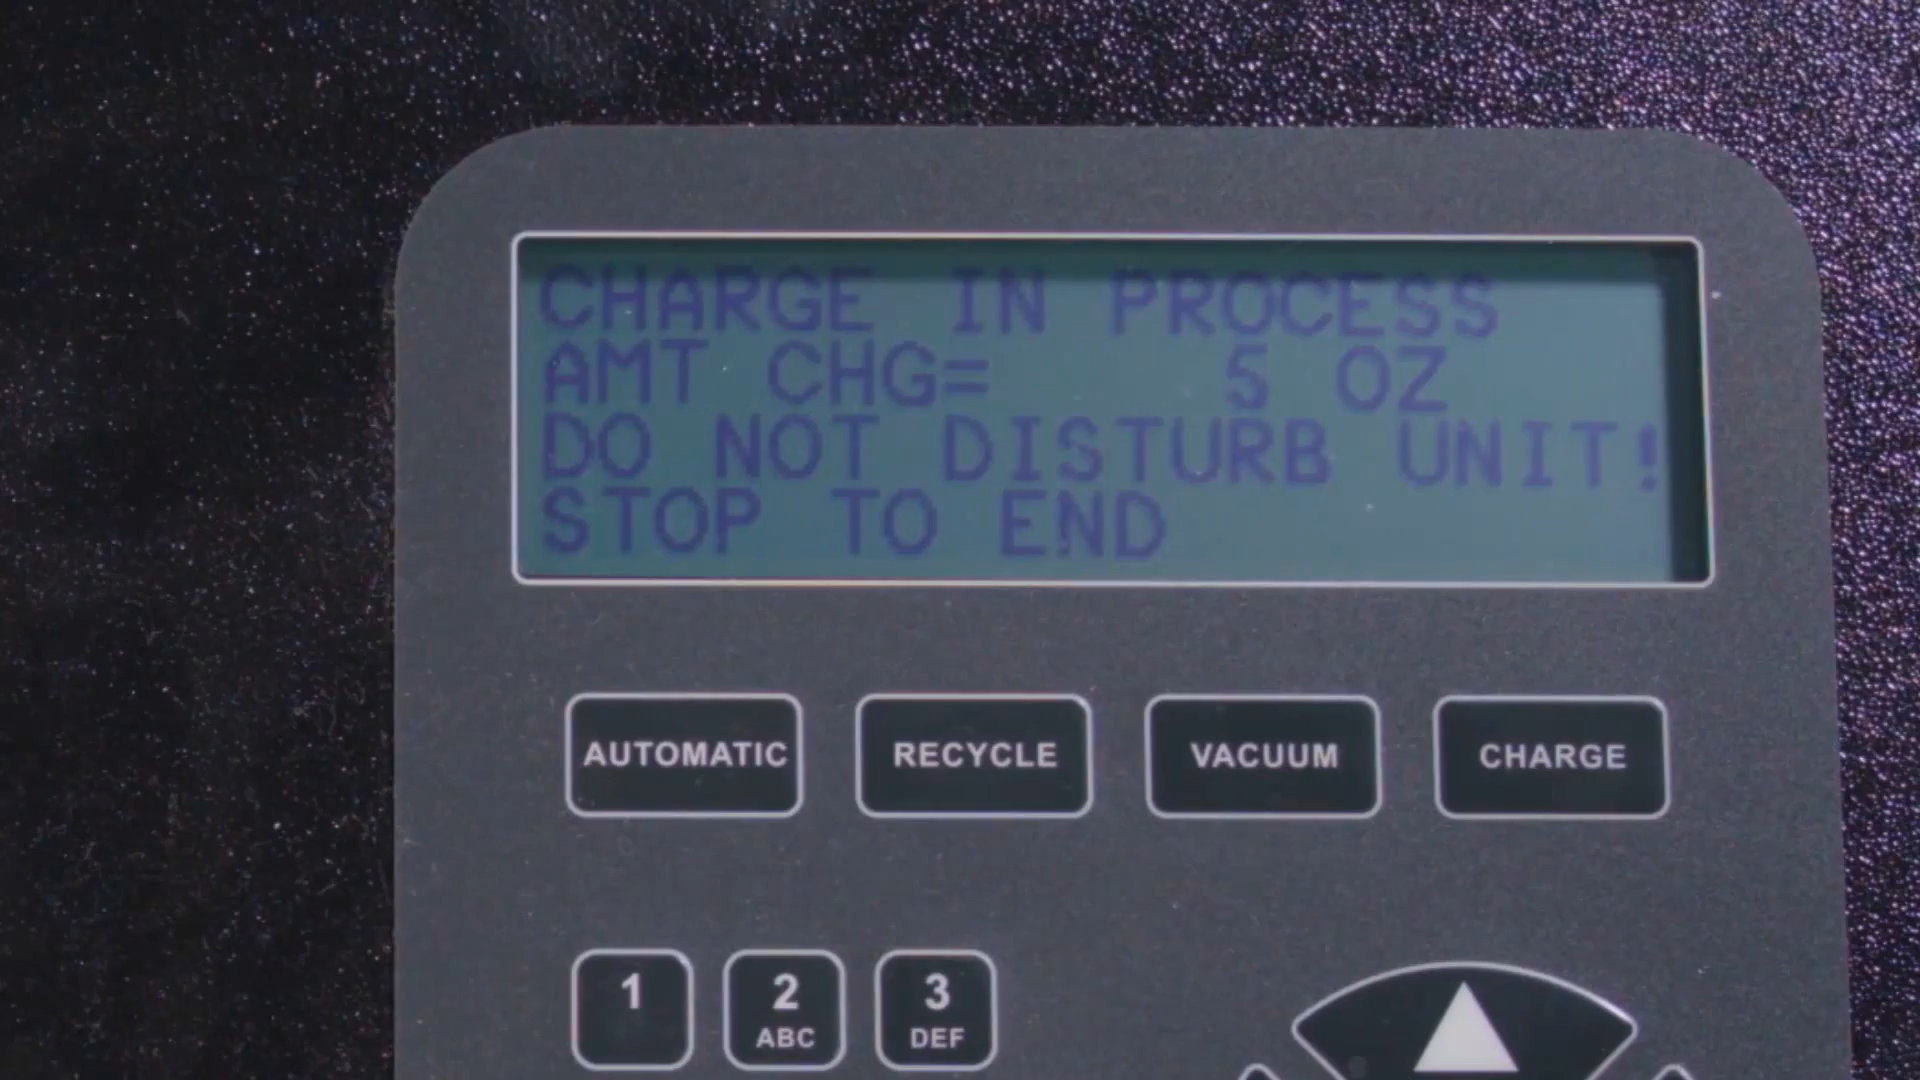 CHARGE IN PROCESS
AMT CHG= 5 OZ
DO NOT DISTURB UNIT!
STOP TO END
AUTOMATIC RECYCLE VACUUM CHARGE
1 2 3
ABC DEF